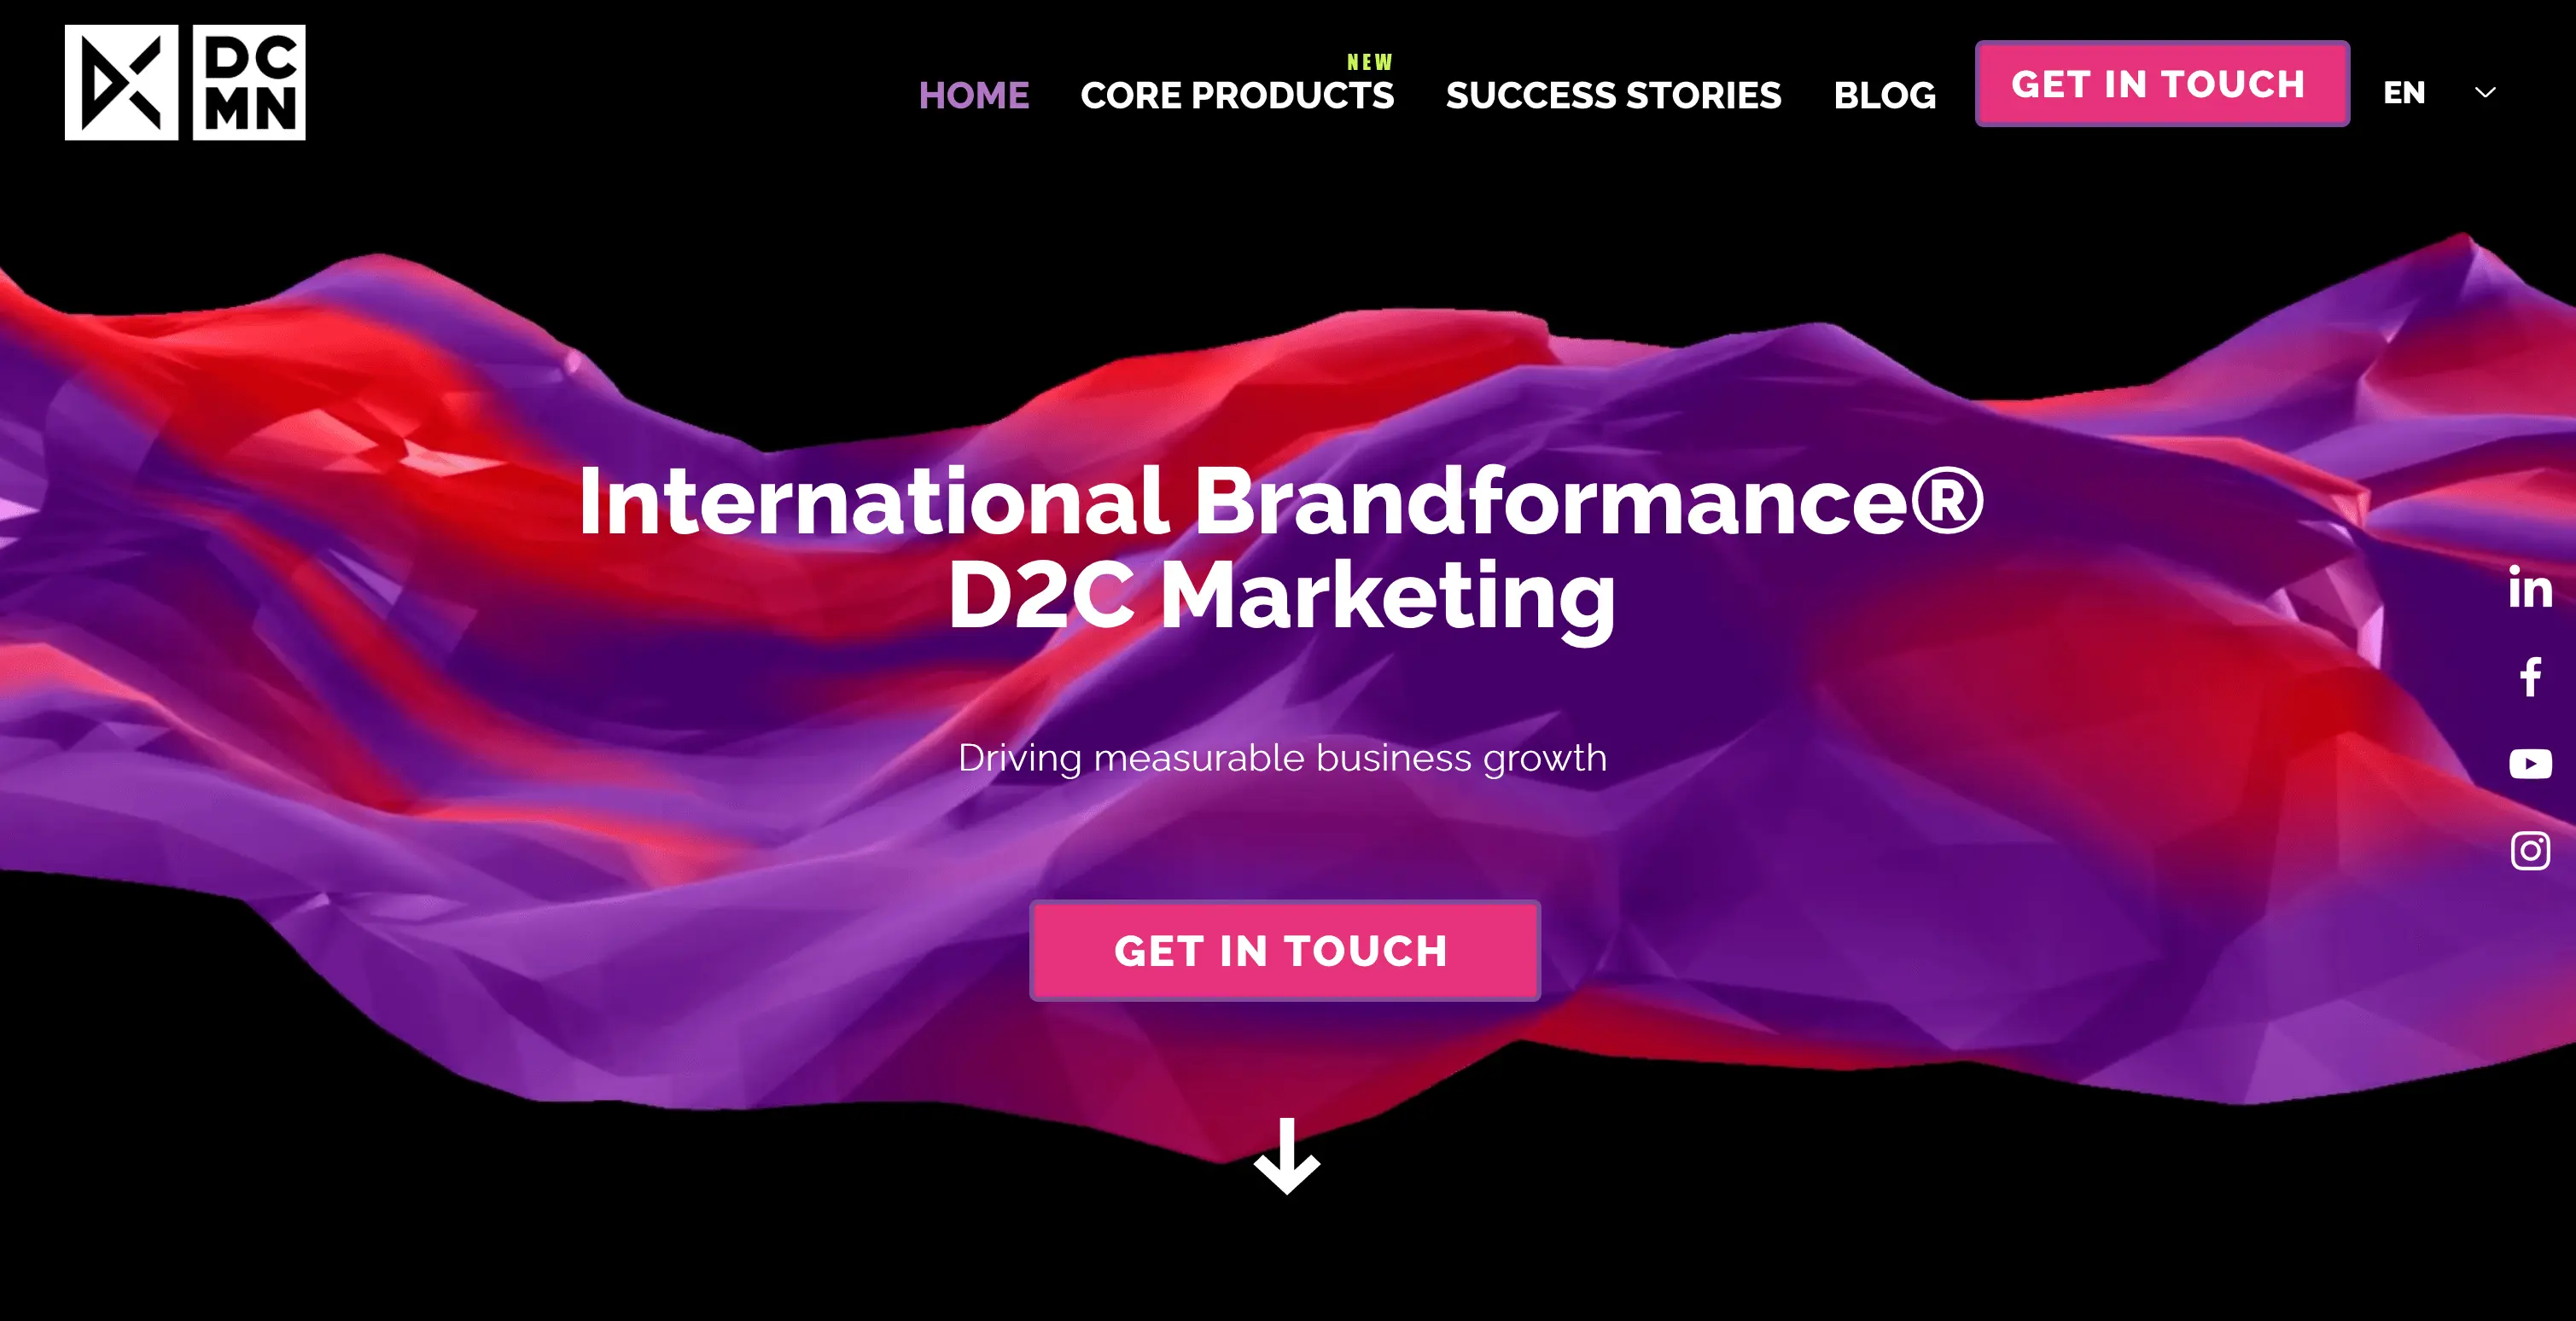 DC
MN
HOME
NEW
CORE PRODUCTS
SUCCESS STORIES
BLOG
GET IN TOUCH
EN
International Brandformance®
D2C Marketing
in
f
Driving measurable business growth
GET IN TOUCH